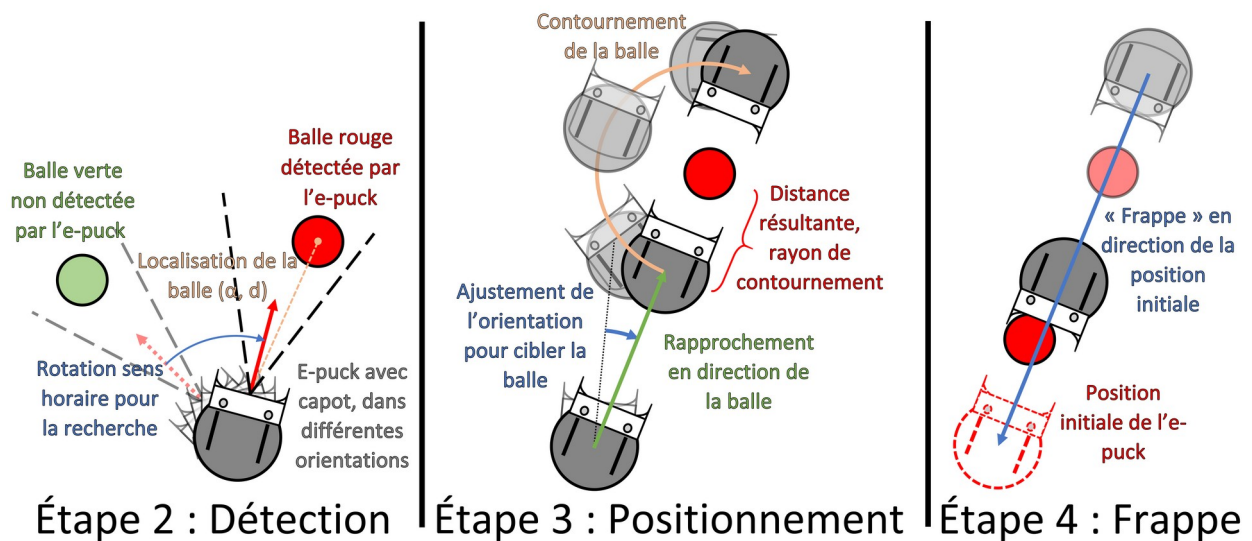 Balle verte
non détectée
par l'e-puck
Balle rouge
détectée par
l'e-puck
Localisation de la
balle (α, d)
Rotation sens
horaire pour
la recherche
E-puck avec
capot, dans
différentes
orientations
Étape 2 : Détection
Contournement
de la balle
Distance
résultante,
rayon de
contournement
Ajustement de
l'orientation
pour cibler la
balle
Rapprochement
en direction de
la balle
Étape 3 : Positionnement
« Frappe » en
direction de la
position
initiale
Position
initiale de l'e-
puck
Étape 4 : Frappe